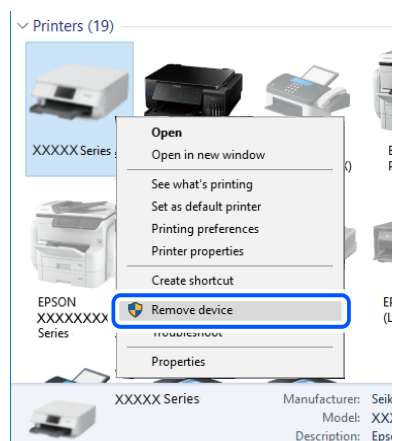 Printers (19)
XXXXX Series
Open
Open in new window
See what's printing
Set as default printer
Printing preferences
Printer properties
Create shortcut
Remove device
Troubleshoot
Properties
EPSON
XXXXXXXX
Series
XXXXX Series
Manufacturer:
Model:
Description: